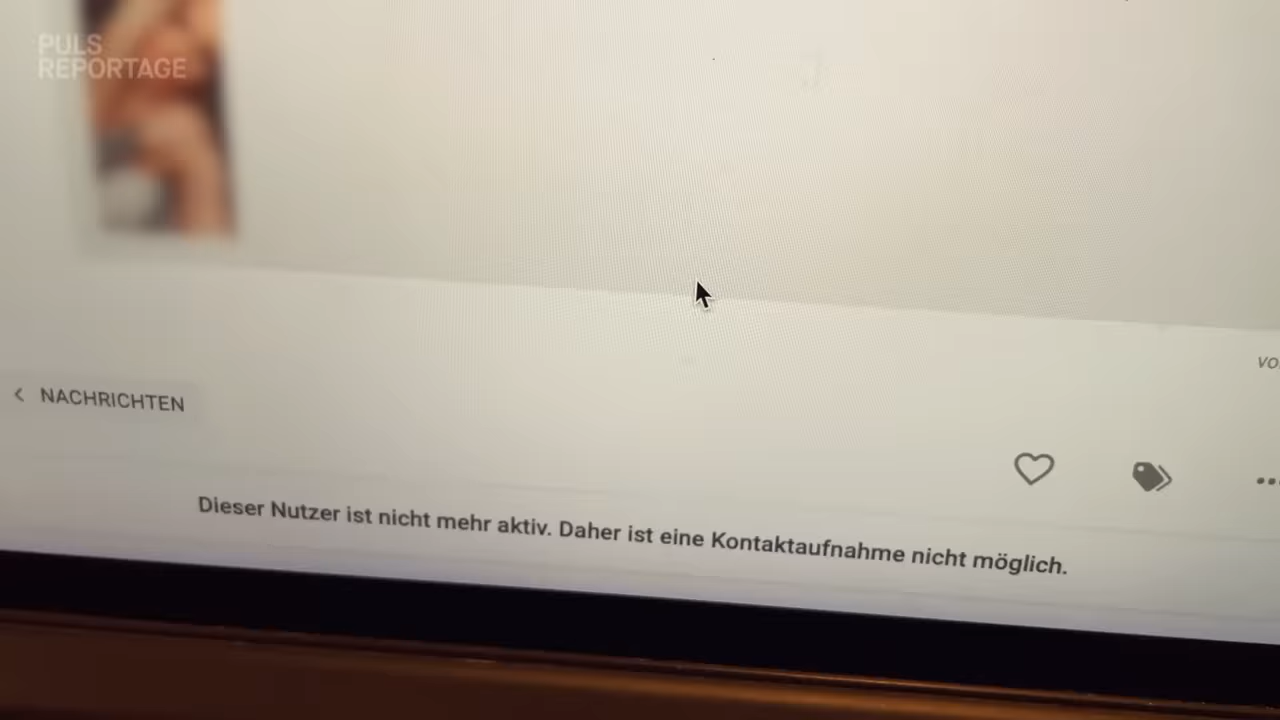 PULS
REPORTAGE
NACHRICHTEN
Dieser Nutzer ist nicht mehr aktiv. Daher ist eine Kontaktaufnahme nicht möglich.